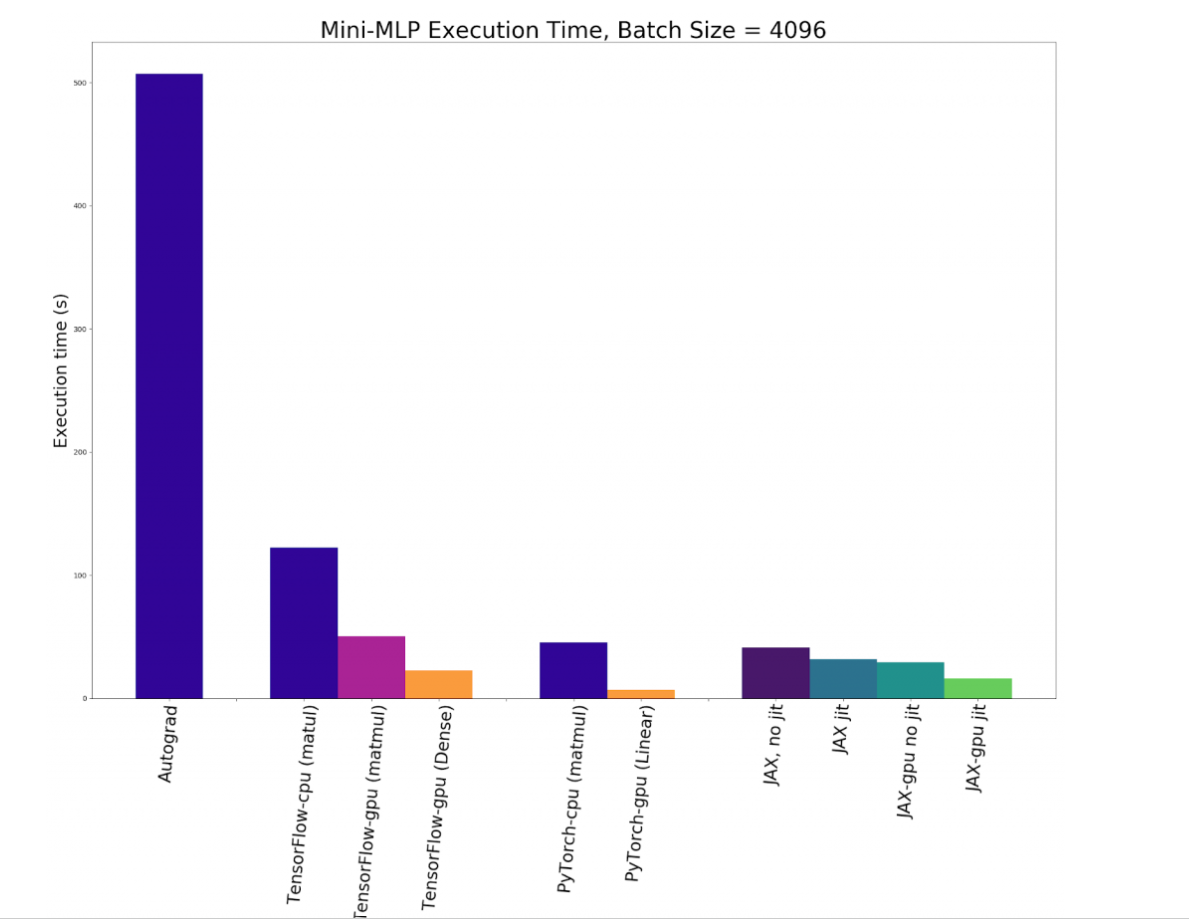 Mini-MLP Execution Time, Batch Size = 4096
Execution time (s)
500
400
300
200
100
0
Autograd
TensorFlow-cpu (matul)
TensorFlow-gpu (matmul)
TensorFlow-gpu (Dense)
PyTorch-cpu (matmul)
PyTorch-gpu (Linear)
JAX, no jit
JAX jit
JAX-gpu no jit
JAX-gpu jit